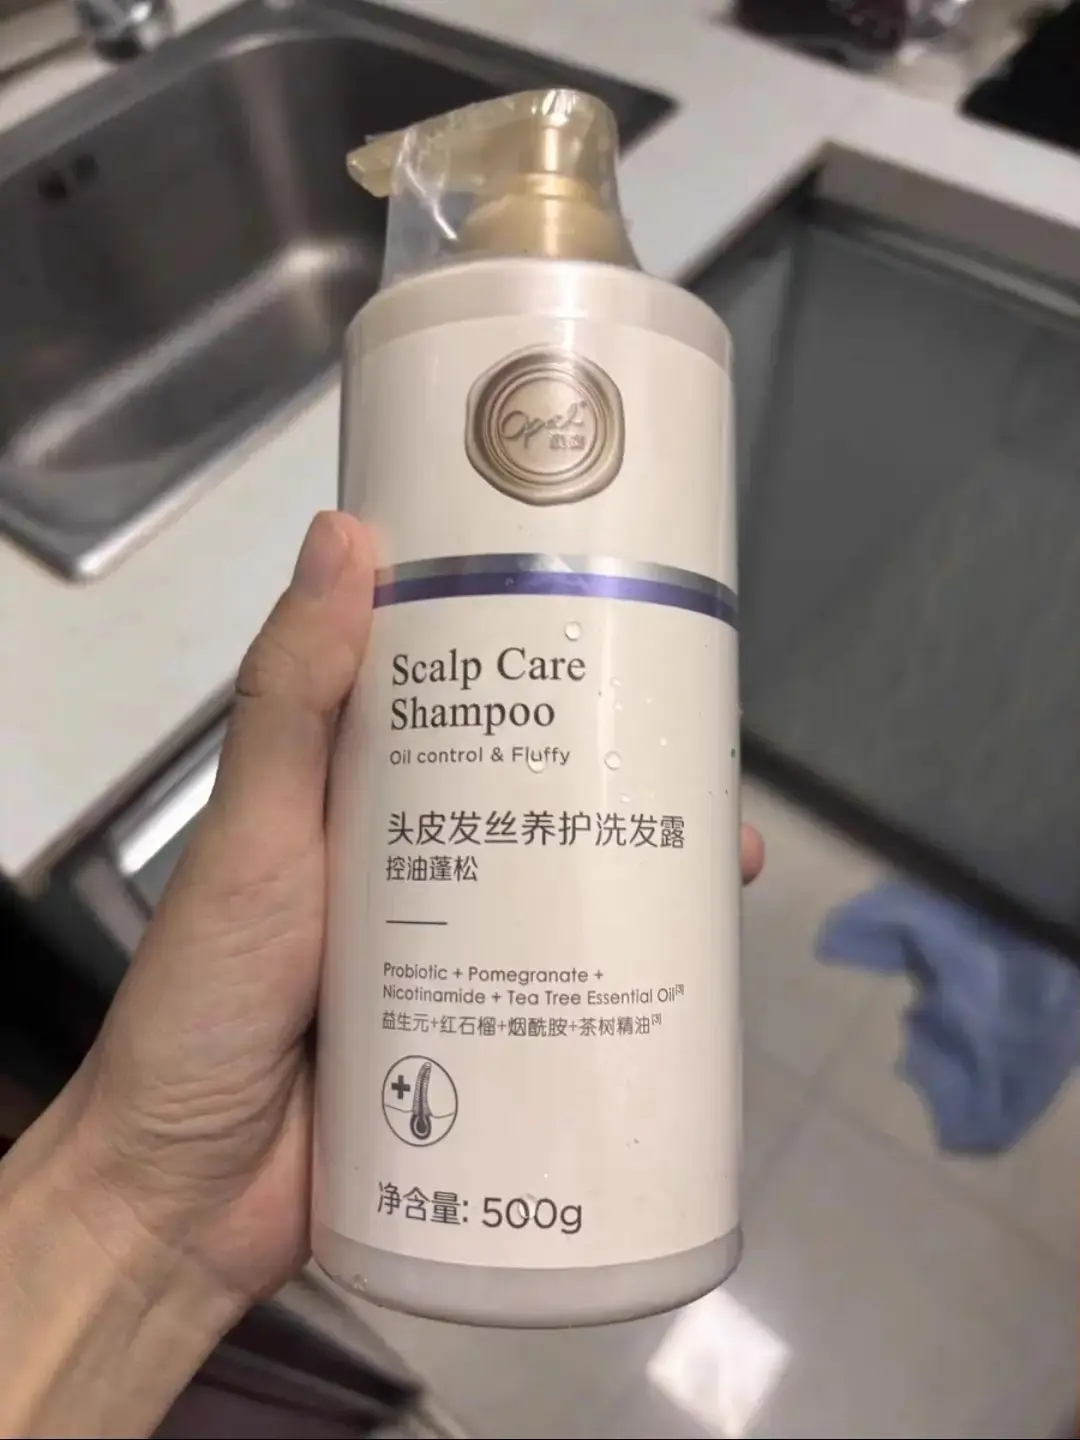 Opal
Scalp Care
Shampoo
Oil control & Fluffy
头皮发丝养护洗发露
控油蓬松
Probiotic + Pomegranate +
Nicotinamide + Tea Tree Essential Oil[3]
益生元+红石榴+烟酰胺+茶树精油[3]
净含量: 500g